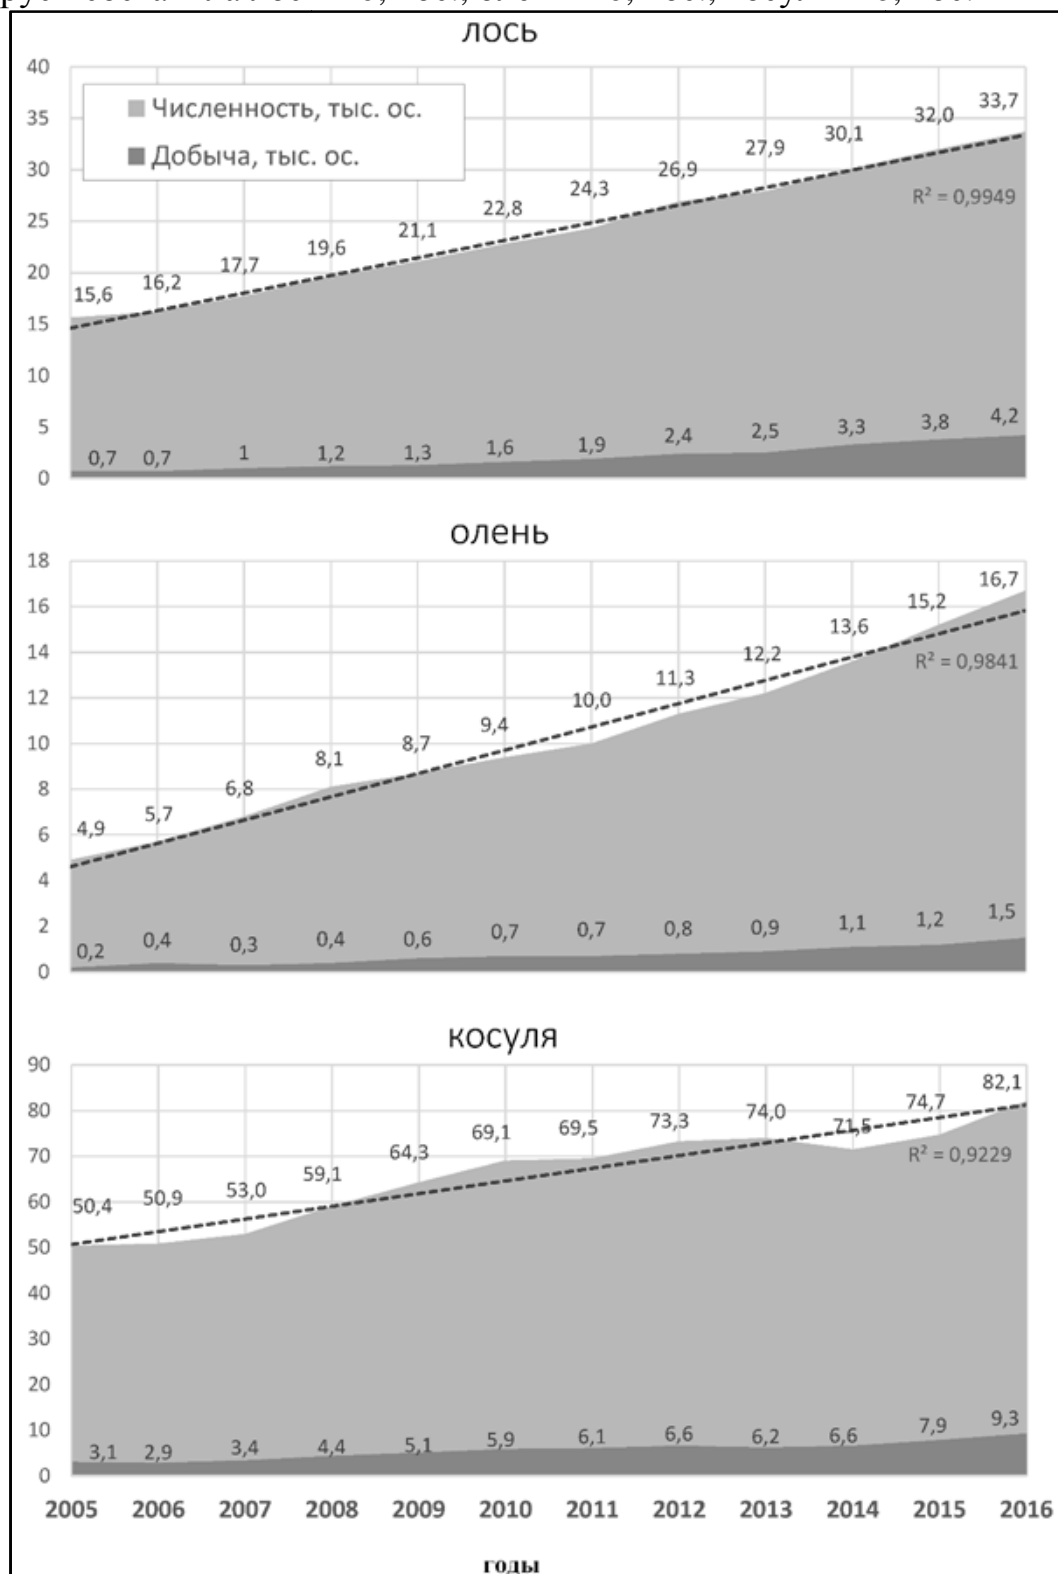 лось
40
Численность, тыс. ос.
Добыча, тыс. ос.
35
30
25
20
15
10
5
0
15,6 16,2 17,7 19,6 21,1 22,8 24,3 26,9 27,9 30,1 32,0 33,7
R² = 0,9949
0,7 0,7 1 1,2 1,3 1,6 1,9 2,4 2,5 3,3 3,8 4,2
олень
18
16
14
12
10
8
6
4
2
0
4,9 5,7 6,8 8,1 8,7 9,4 10,0 11,3 12,2 13,6 15,2 16,7
R² = 0,9841
0,2 0,4 0,3 0,4 0,6 0,7 0,7 0,8 0,9 1,1 1,2 1,5
косуля
90
80
70
60
50
40
30
20
10
0
50,4 50,9 53,0 59,1 64,3 69,1 69,5 73,3 74,0 71,5 74,7 82,1
R² = 0,9229
3,1 2,9 3,4 4,4 5,1 5,9 6,1 6,6 6,2 6,6 7,9 9,3
2005 2006 2007 2008 2009 2010 2011 2012 2013 2014 2015 2016
годы